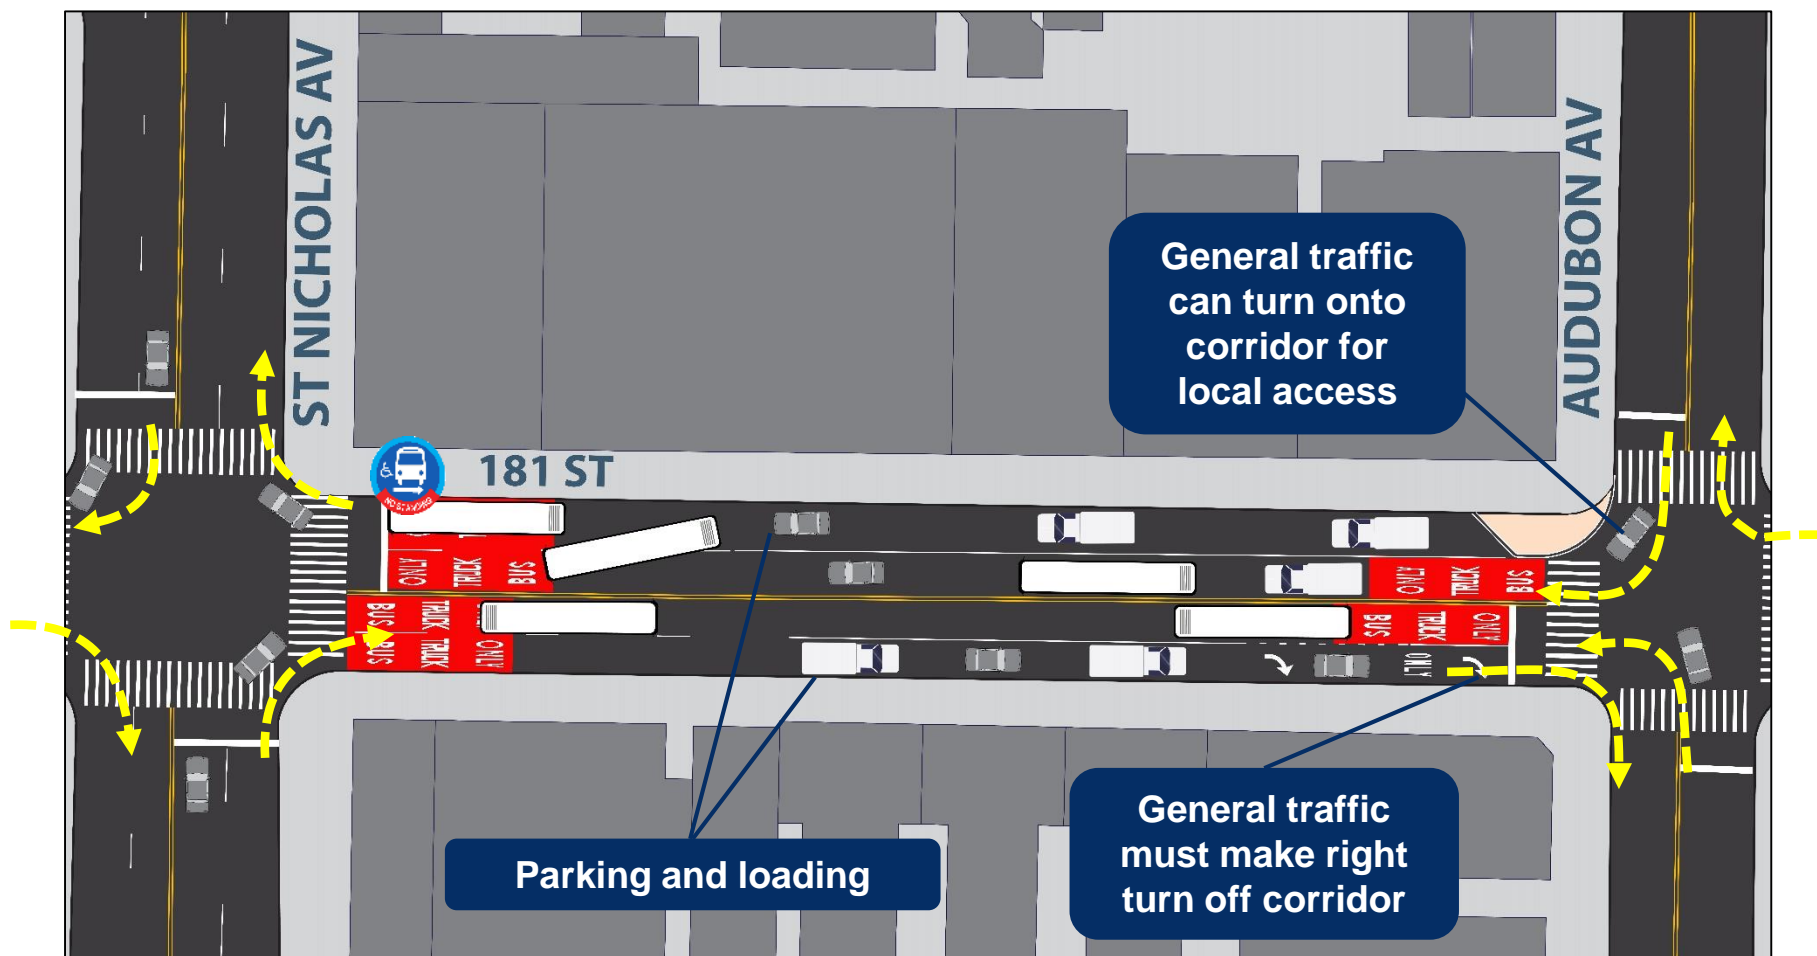 ST NICHOLAS AV
AUDUBON AV
General traffic
can turn onto
corridor for
local access
181 ST
NO STANDING
ONLY TRUCK BUS
BUS TRUCK
BUS TRUCK ONLY
ONLY TRUCK BUS
BUS TRUCK ONLY
ONLY
Parking and loading
General traffic
must make right
turn off corridor